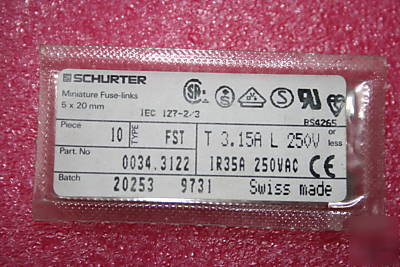 SCHURTER
Miniature Fuse-links
5 x 20 mm
IEC 127-2/3
BS4265
Piece 10 TYPE FST T 3.15A L 250V or less
Part No. 0034.3122 1R35A 250VAC CE
Batch 20253 9731 Swiss made